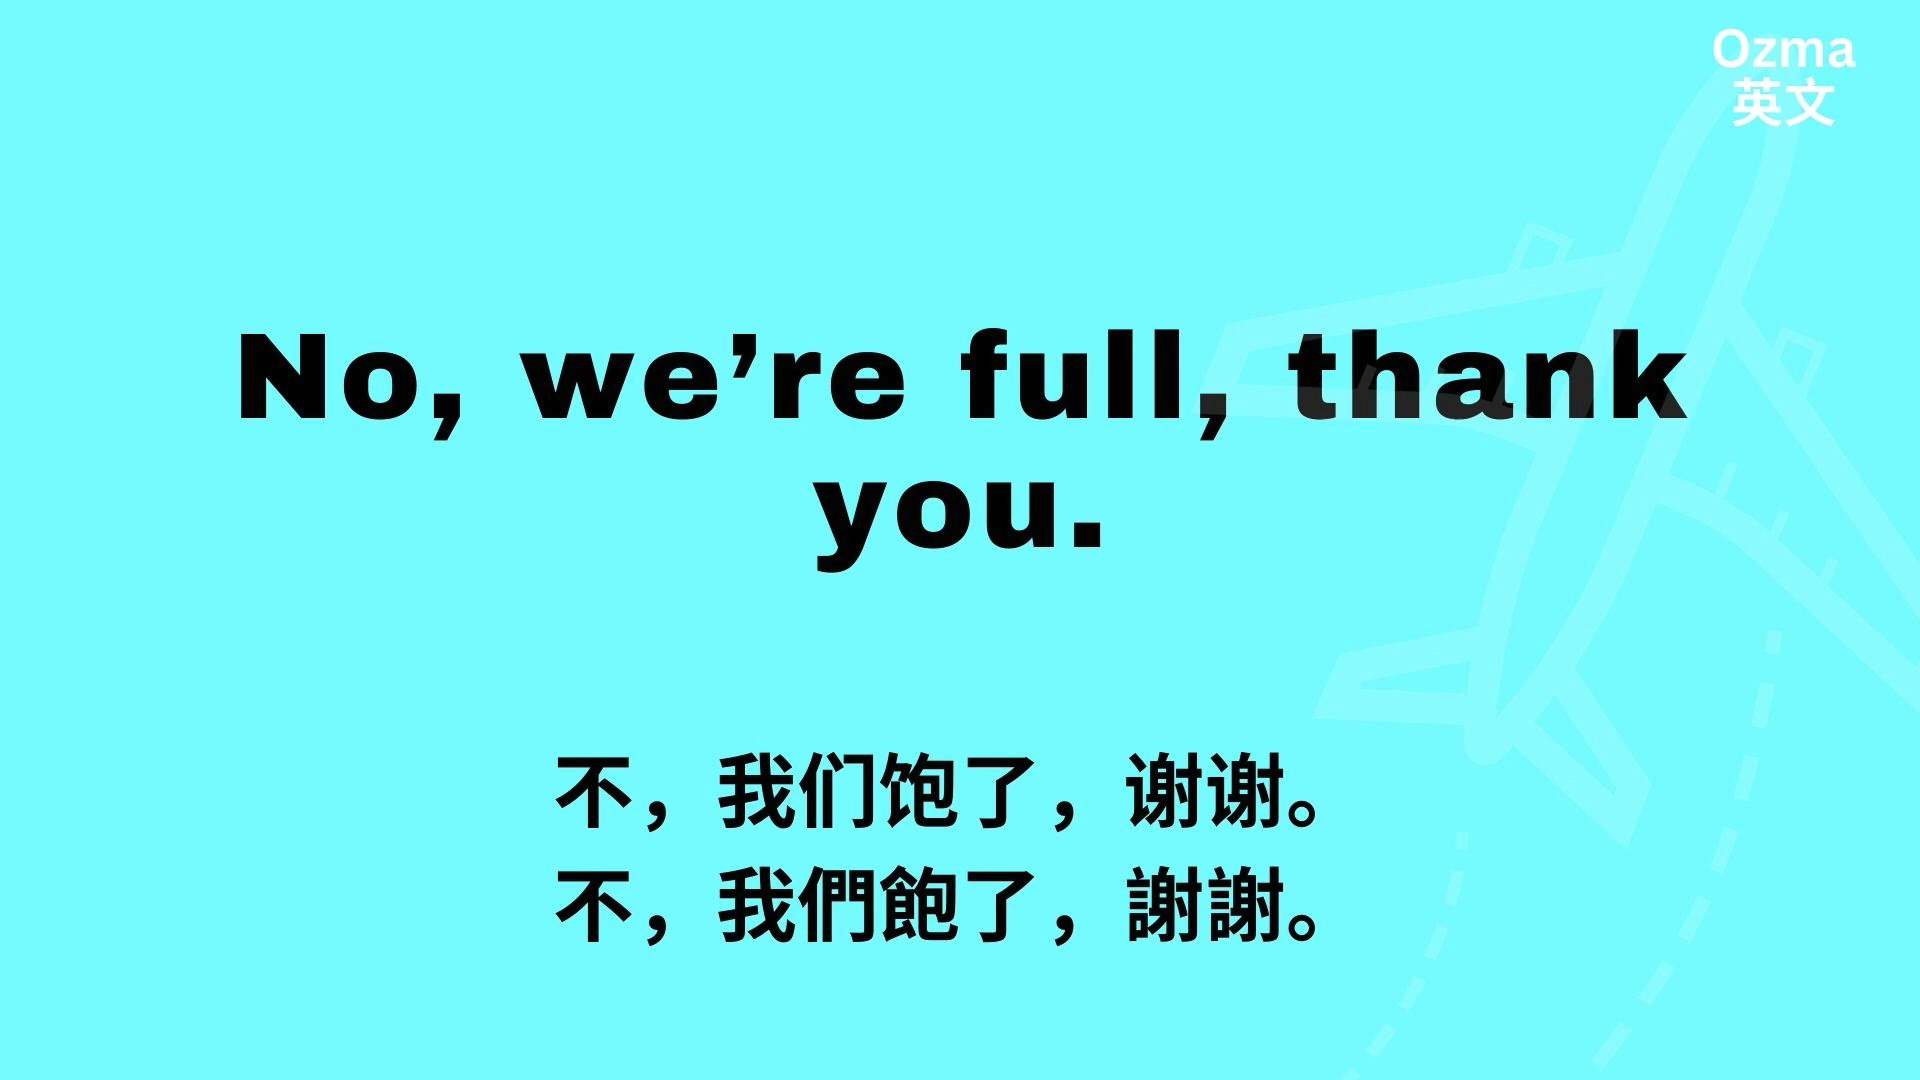 Ozma
英文
No, we’re full, thank
you.
不，我们饱了，谢谢。
不，我們飽了，謝謝。